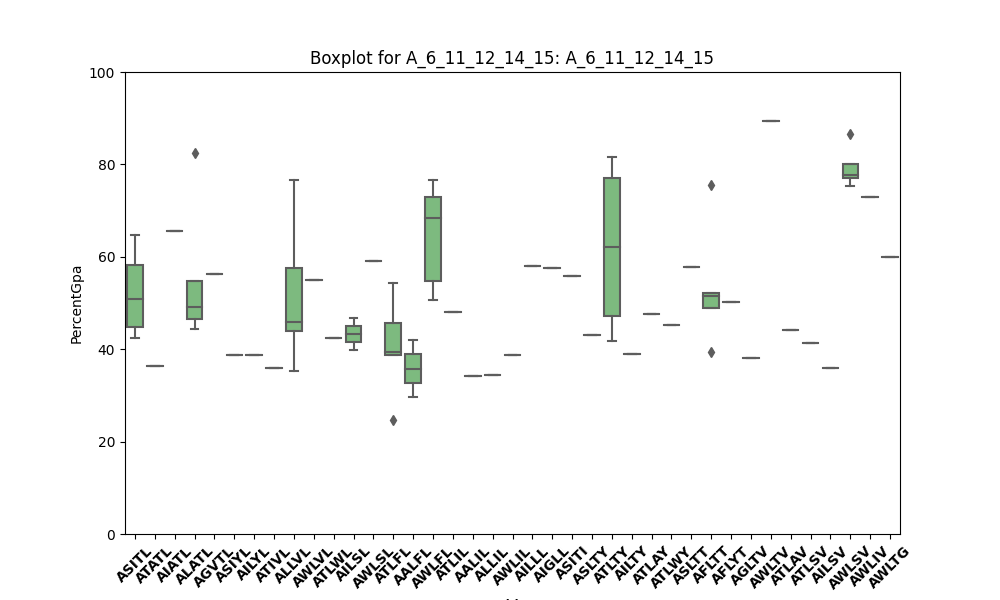 Boxplot for A_6_11_12_14_15: A_6_11_12_14_15
100
80
60
40
20
0
PercentGpa
ASITL
ATATL
AIATL
ALATL
AGVTL
ASIYL
AILYL
ATIVL
ALLVL
AWLVL
ATLWL
AILSL
AWLSL
ATLFL
AALFL
AWLFL
ATLIL
AALIL
ALLIL
AWLIL
AILLL
AIGLL
ASITI
ASLTY
ATLTY
AILTY
ATLAY
ATLWY
ASLTT
AFLTT
AFLYT
AGLTV
AWLTV
ATLAV
ATLSV
AILSV
AWLSV
AWLIV
AWLTG